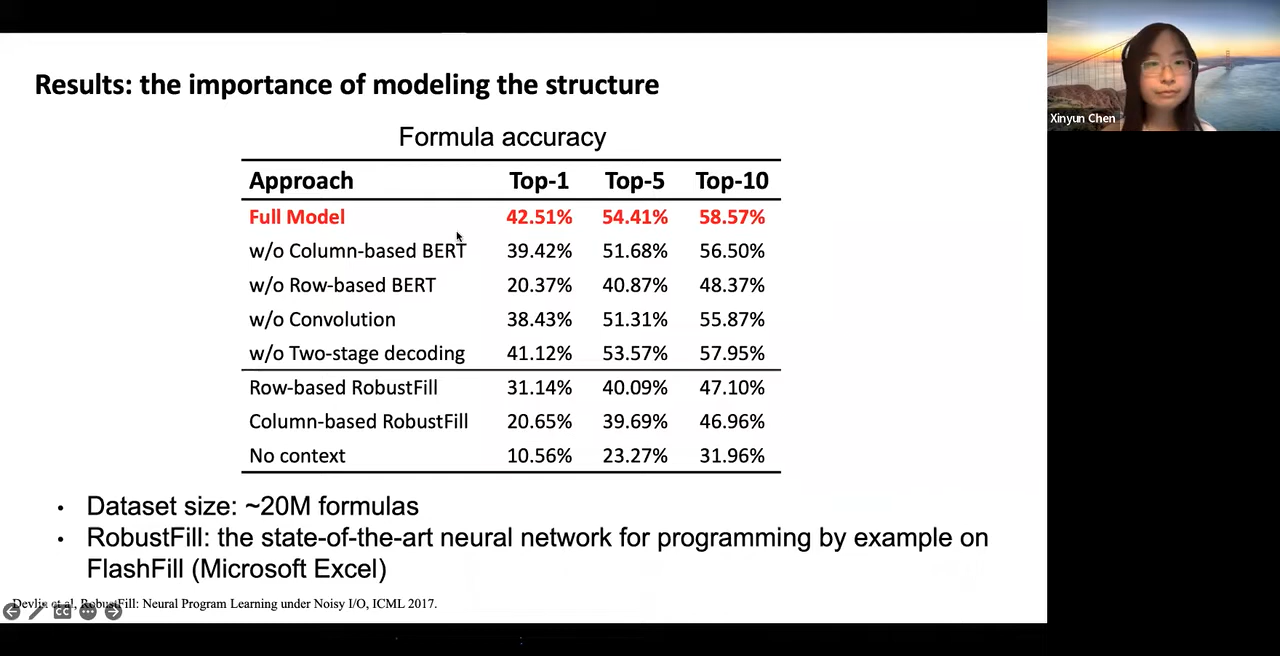 Results: the importance of modeling the structure
Xinyun Chen
Formula accuracy
Approach Top-1 Top-5 Top-10
Full Model 42.51% 54.41% 58.57%
w/o Column-based BERT 39.42% 51.68% 56.50%
w/o Row-based BERT 20.37% 40.87% 48.37%
w/o Convolution 38.43% 51.31% 55.87%
w/o Two-stage decoding 41.12% 53.57% 57.95%
Row-based RobustFill 31.14% 40.09% 47.10%
Column-based RobustFill 20.65% 39.69% 46.96%
No context 10.56% 23.27% 31.96%
• Dataset size: ~20M formulas
• RobustFill: the state-of-the-art neural network for programming by example on
FlashFill (Microsoft Excel)
Devlin et al, RobustFill: Neural Program Learning under Noisy I/O, ICML 2017.
CC